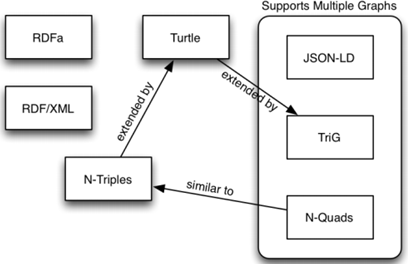 Supports Multiple Graphs
RDFa
Turtle
JSON-LD
extended by
extended by
RDF/XML
TriG
N-Triples
similar to
N-Quads